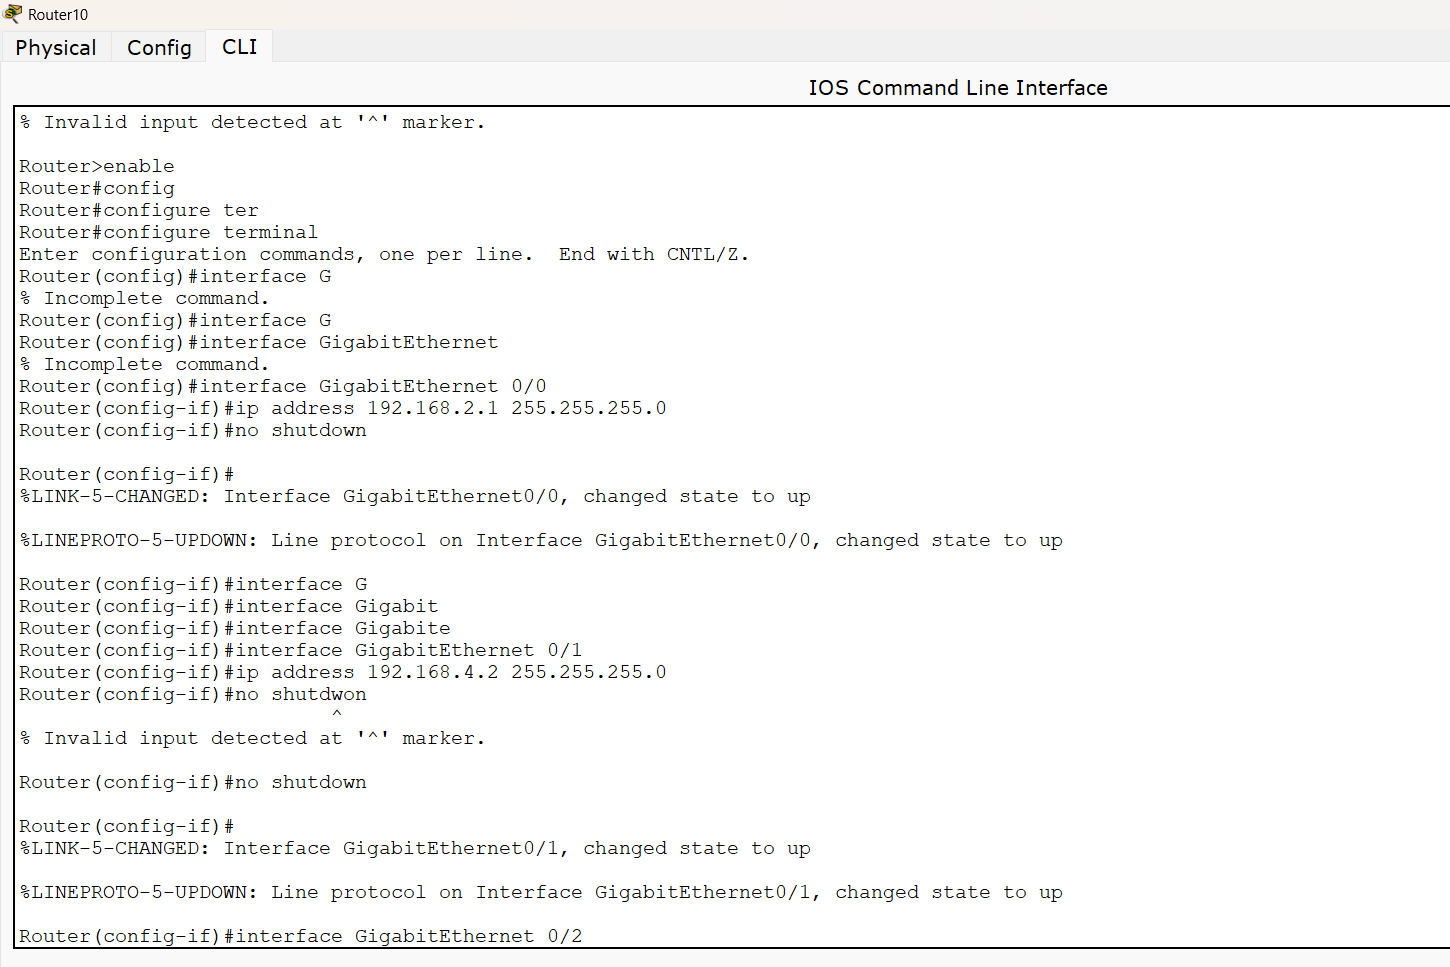 Router10
Physical Config CLI
IOS Command Line Interface
% Invalid input detected at '^' marker.
Router>enable
Router#config
Router#configure ter
Router#configure terminal
Enter configuration commands, one per line.  End with CNTL/Z.
Router(config)#interface G
% Incomplete command.
Router(config)#interface G
Router(config)#interface GigabitEthernet
% Incomplete command.
Router(config)#interface GigabitEthernet 0/0
Router(config-if)#ip address 192.168.2.1 255.255.255.0
Router(config-if)#no shutdown
Router(config-if)#
%LINK-5-CHANGED: Interface GigabitEthernet0/0, changed state to up
%LINEPROTO-5-UPDOWN: Line protocol on Interface GigabitEthernet0/0, changed state to up
Router(config-if)#interface G
Router(config-if)#interface Gigabit
Router(config-if)#interface Gigabite
Router(config-if)#interface GigabitEthernet 0/1
Router(config-if)#ip address 192.168.4.2 255.255.255.0
Router(config-if)#no shutdwon
^
% Invalid input detected at '^' marker.
Router(config-if)#no shutdown
Router(config-if)#
%LINK-5-CHANGED: Interface GigabitEthernet0/1, changed state to up
%LINEPROTO-5-UPDOWN: Line protocol on Interface GigabitEthernet0/1, changed state to up
Router(config-if)#interface GigabitEthernet 0/2